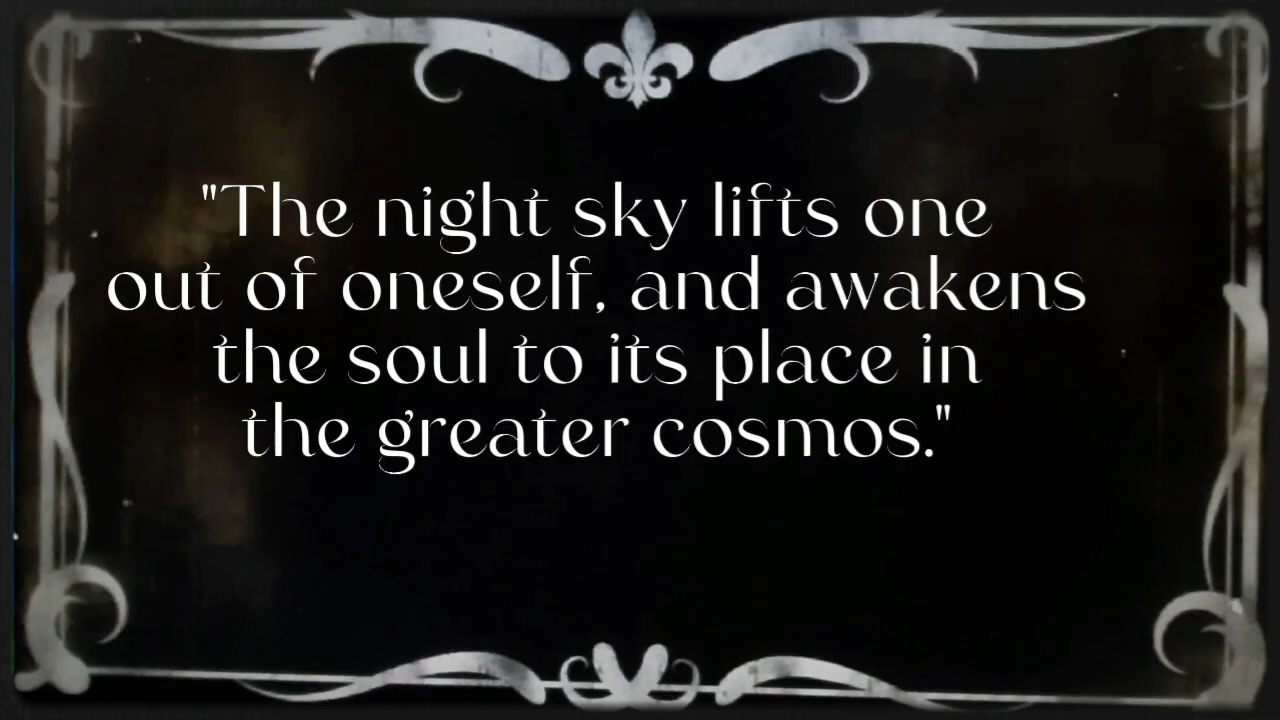 "The night sky lifts one
out of oneself, and awakens
the soul to its place in
the greater cosmos."